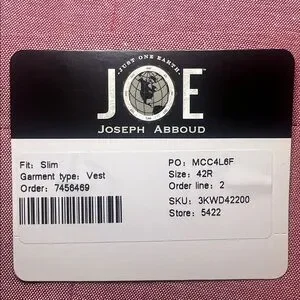 JUST ONE EARTH
JOE
JOSEPH ABBOUD
Fit: Slim
Garment type: Vest
Order: 7456469
PO: MCC4L6F
Size: 42R
Order line: 2
SKU: 3KWD42200
Store: 5422